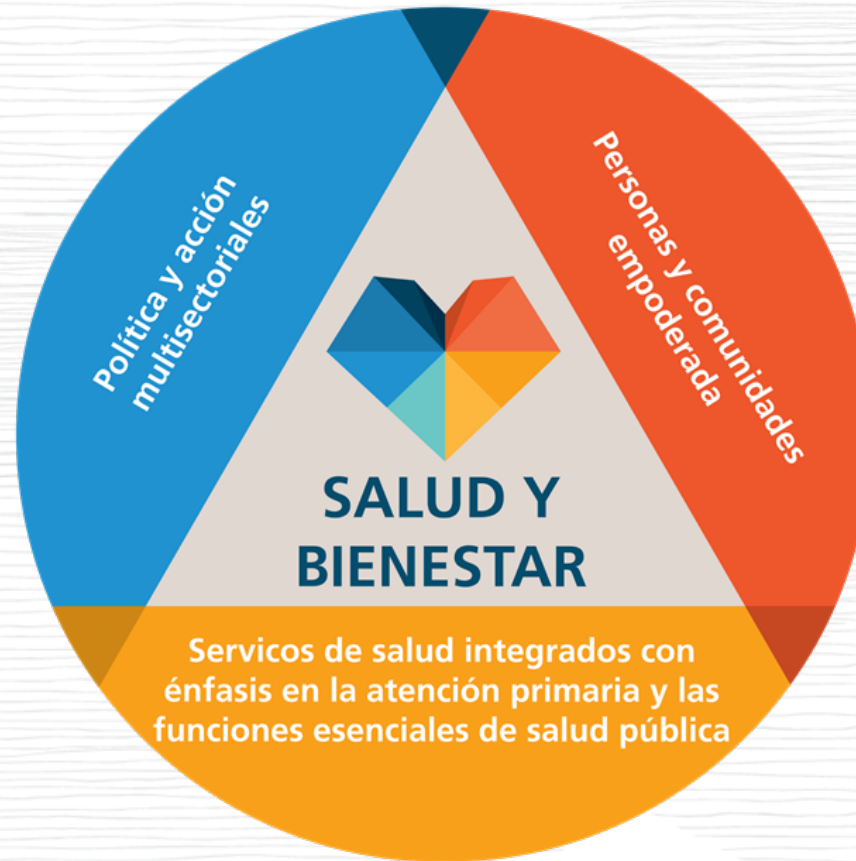 Política y acción
multisectoriales
Personas y comunidades
empoderada
SALUD Y
BIENESTAR
Servicos de salud integrados con
énfasis en la atención primaria y las
funciones esenciales de salud pública